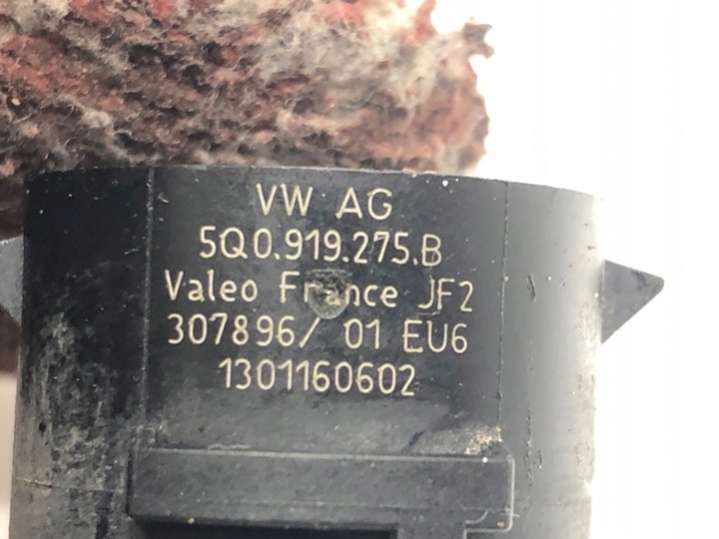 VW AG
5Q0.919.275.B
Valeo France JF2
307896/ 01 EU6
1301160602